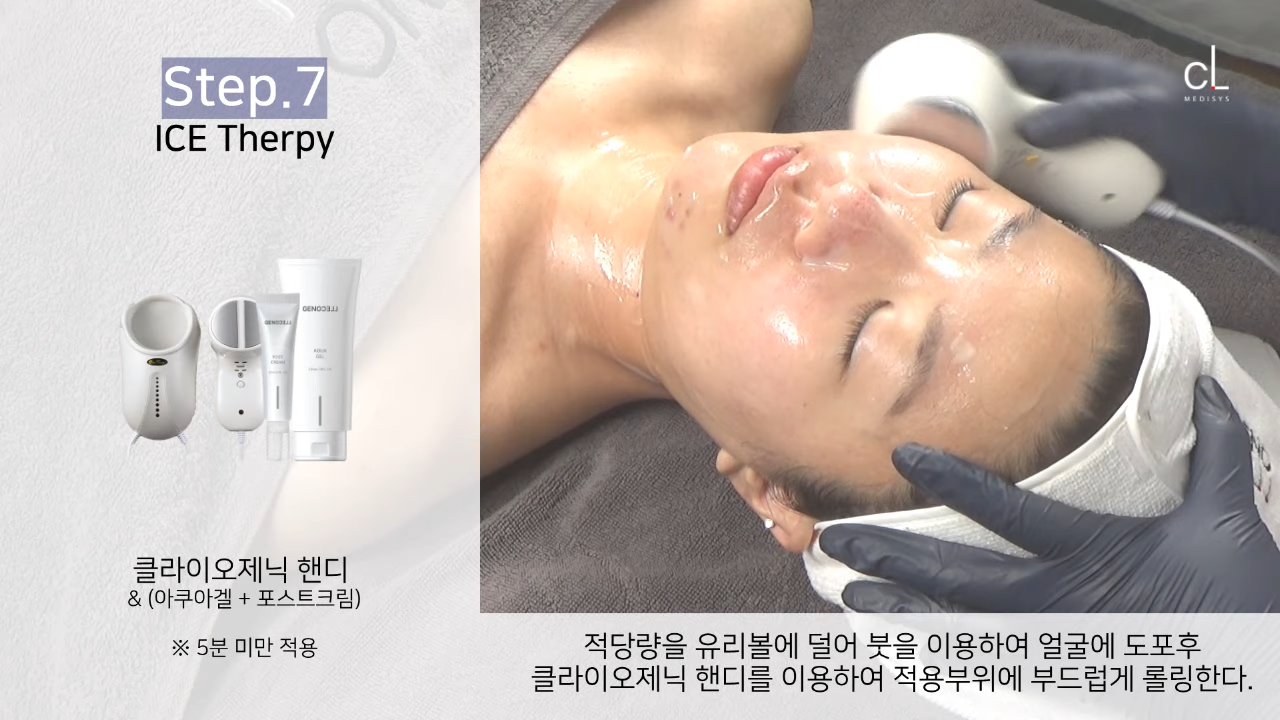 Step.7
ICE Therpy
cL
MEDISYS
클라이오제닉 핸디
& (아쿠아겔 + 포스트크림)
※ 5분 미만 적용
적당량을 유리볼에 덜어 붓을 이용하여 얼굴에 도포후
클라이오제닉 핸디를 이용하여 적용부위에 부드럽게 롤링한다.